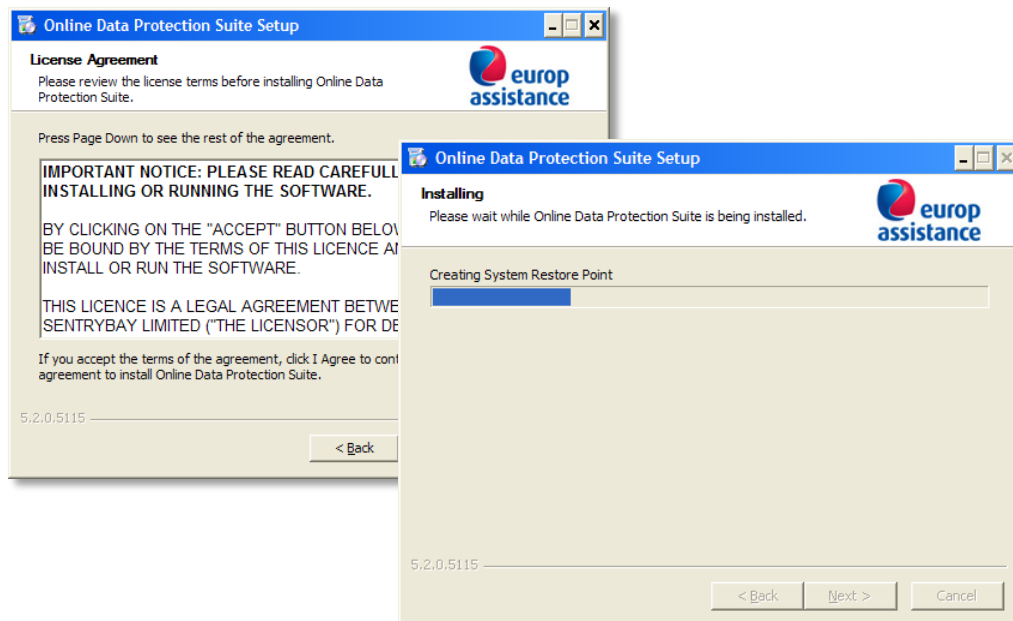 Online Data Protection Suite Setup
License Agreement
Please review the license terms before installing Online Data
Protection Suite.
europ
assistance
Press Page Down to see the rest of the agreement.
IMPORTANT NOTICE: PLEASE READ CAREFULL
INSTALLING OR RUNNING THE SOFTWARE.
BY CLICKING ON THE "ACCEPT" BUTTON BELOW
BE BOUND BY THE TERMS OF THIS LICENCE AN
INSTALL OR RUN THE SOFTWARE.
THIS LICENCE IS A LEGAL AGREEMENT BETWE
SENTRYBAY LIMITED ("THE LICENSOR") FOR DE
If you accept the terms of the agreement, click I Agree to cont
agreement to install Online Data Protection Suite.
5.2.0.5115
< Back
Online Data Protection Suite Setup
Installing
Please wait while Online Data Protection Suite is being installed.
europ
assistance
Creating System Restore Point
5.2.0.5115
< Back
Next >
Cancel